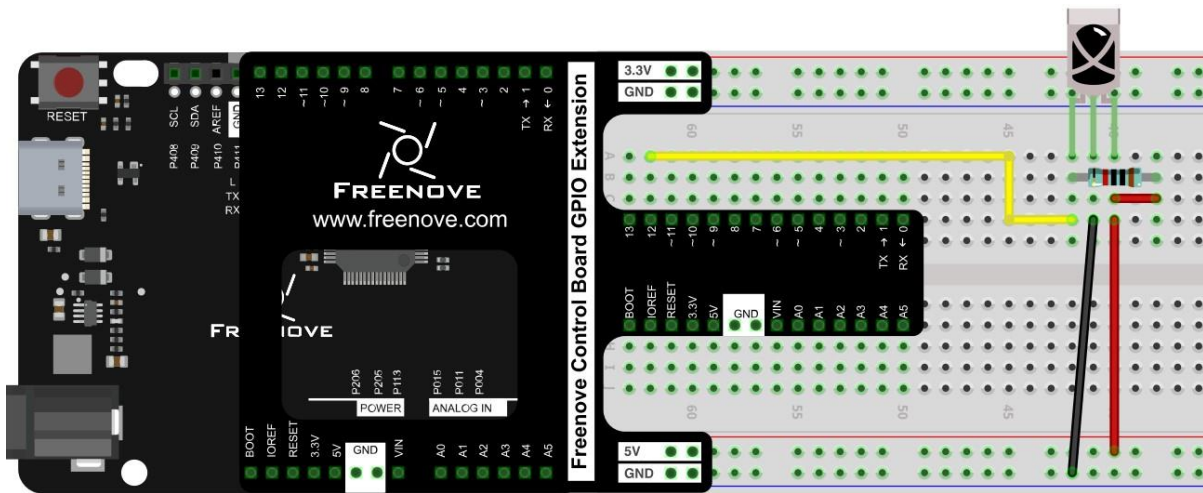 RESET
SCL
SDA
AREF
GND
P408
P409
P410
P411
L
TX
RX
13
12
~11
~10
~ 9
8
7
~ 6
~ 5
4
~ 3
2
TX → 1
RX ← 0
FREENOVE
www.freenove.com
FREENOVE
P206
P205
P113
P015
P011
P004
POWER
ANALOG IN
BOOT
IOREF
RESET
3.3V
5V
GND
VIN
A0
A1
A2
A3
A4
A5
Freenove Control Board GPIO Extension
3.3V
GND
60
55
50
45
A
B
C
13
12
~11
~10
~ 9
8
7
~ 6
~ 5
4
~ 3
2
TX → 1
RX ← 0
BOOT
IOREF
RESET
3.3V
5V
GND
VIN
A0
A1
A2
A3
A4
A5
H
I
J
60
55
50
45
40
5V
GND